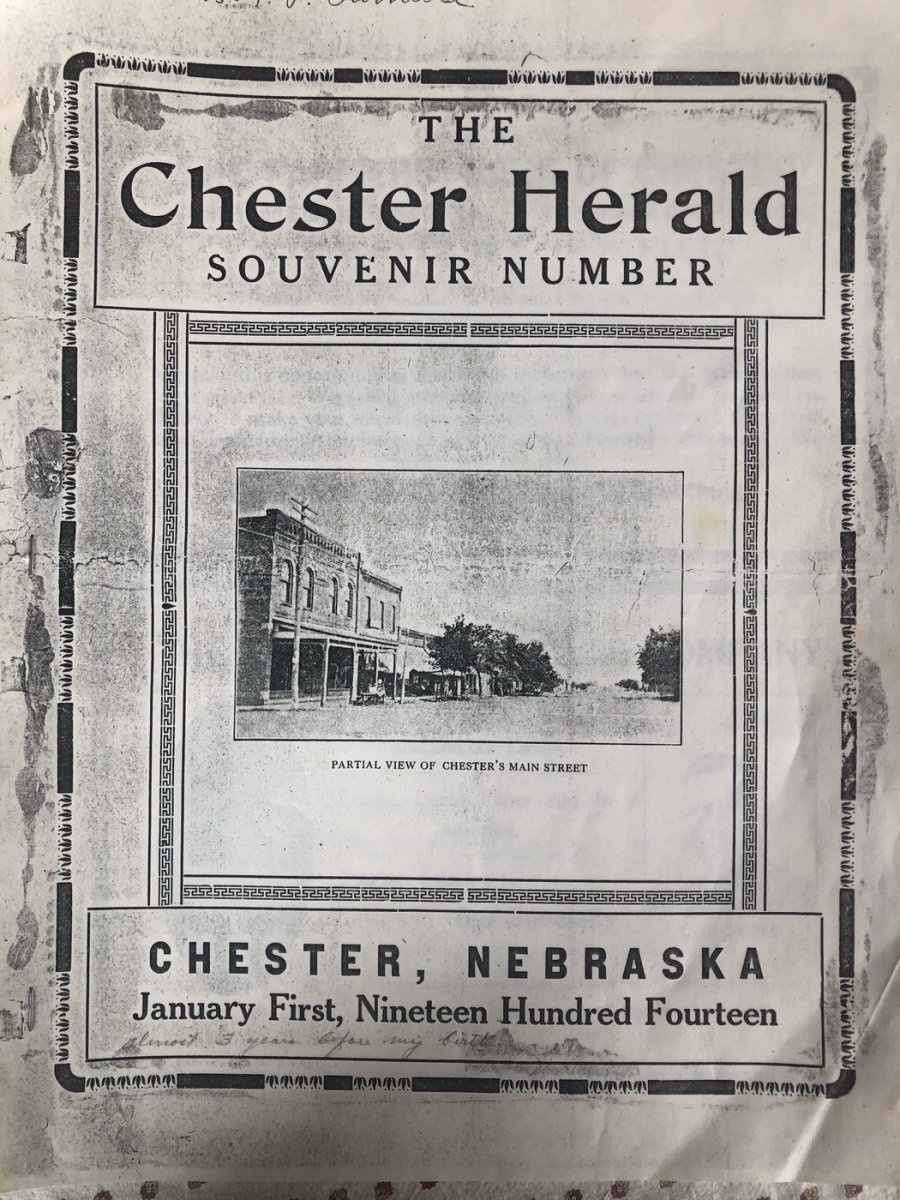 THE
Chester Herald
SOUVENIR NUMBER
PARTIAL VIEW OF CHESTER'S MAIN STREET
CHESTER, NEBRASKA
January First, Nineteen Hundred Fourteen
almost 3 years before my birth